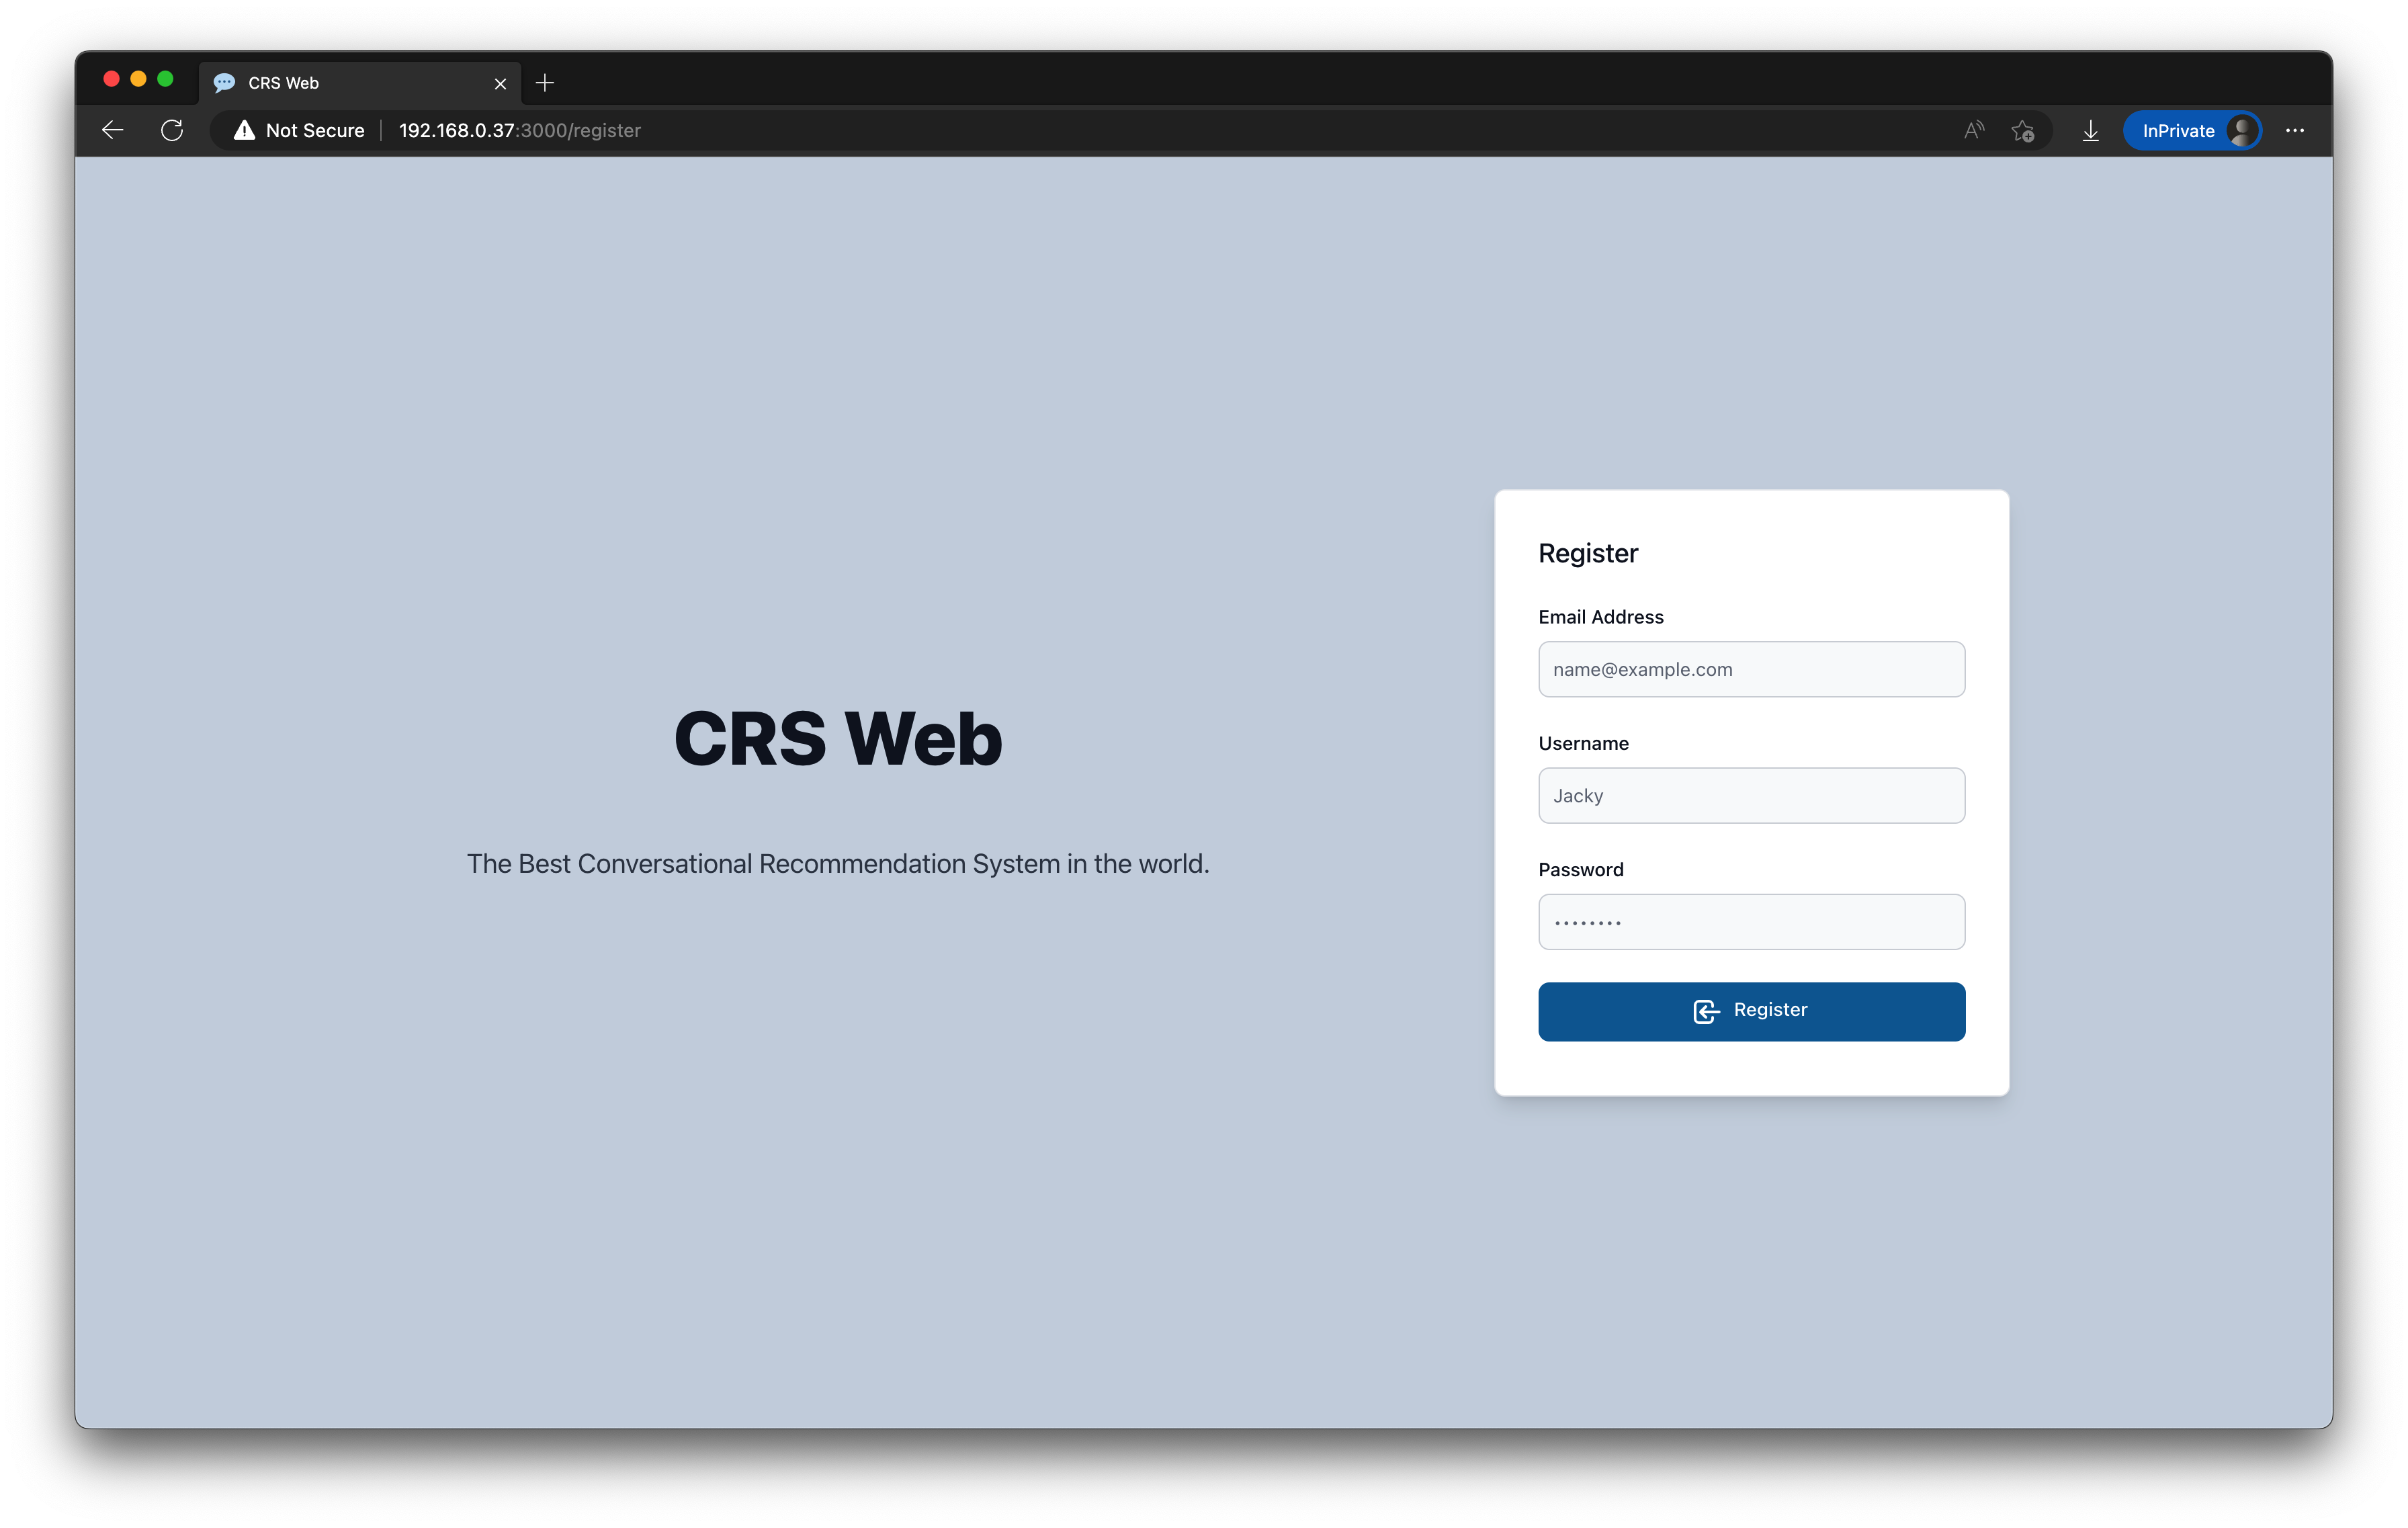 CRS Web
Not Secure 192.168.0.37:3000/register InPrivate
CRS Web
The Best Conversational Recommendation System in the world.
Register
Email Address
name@example.com
Username
Jacky
Password
••••••••
Register